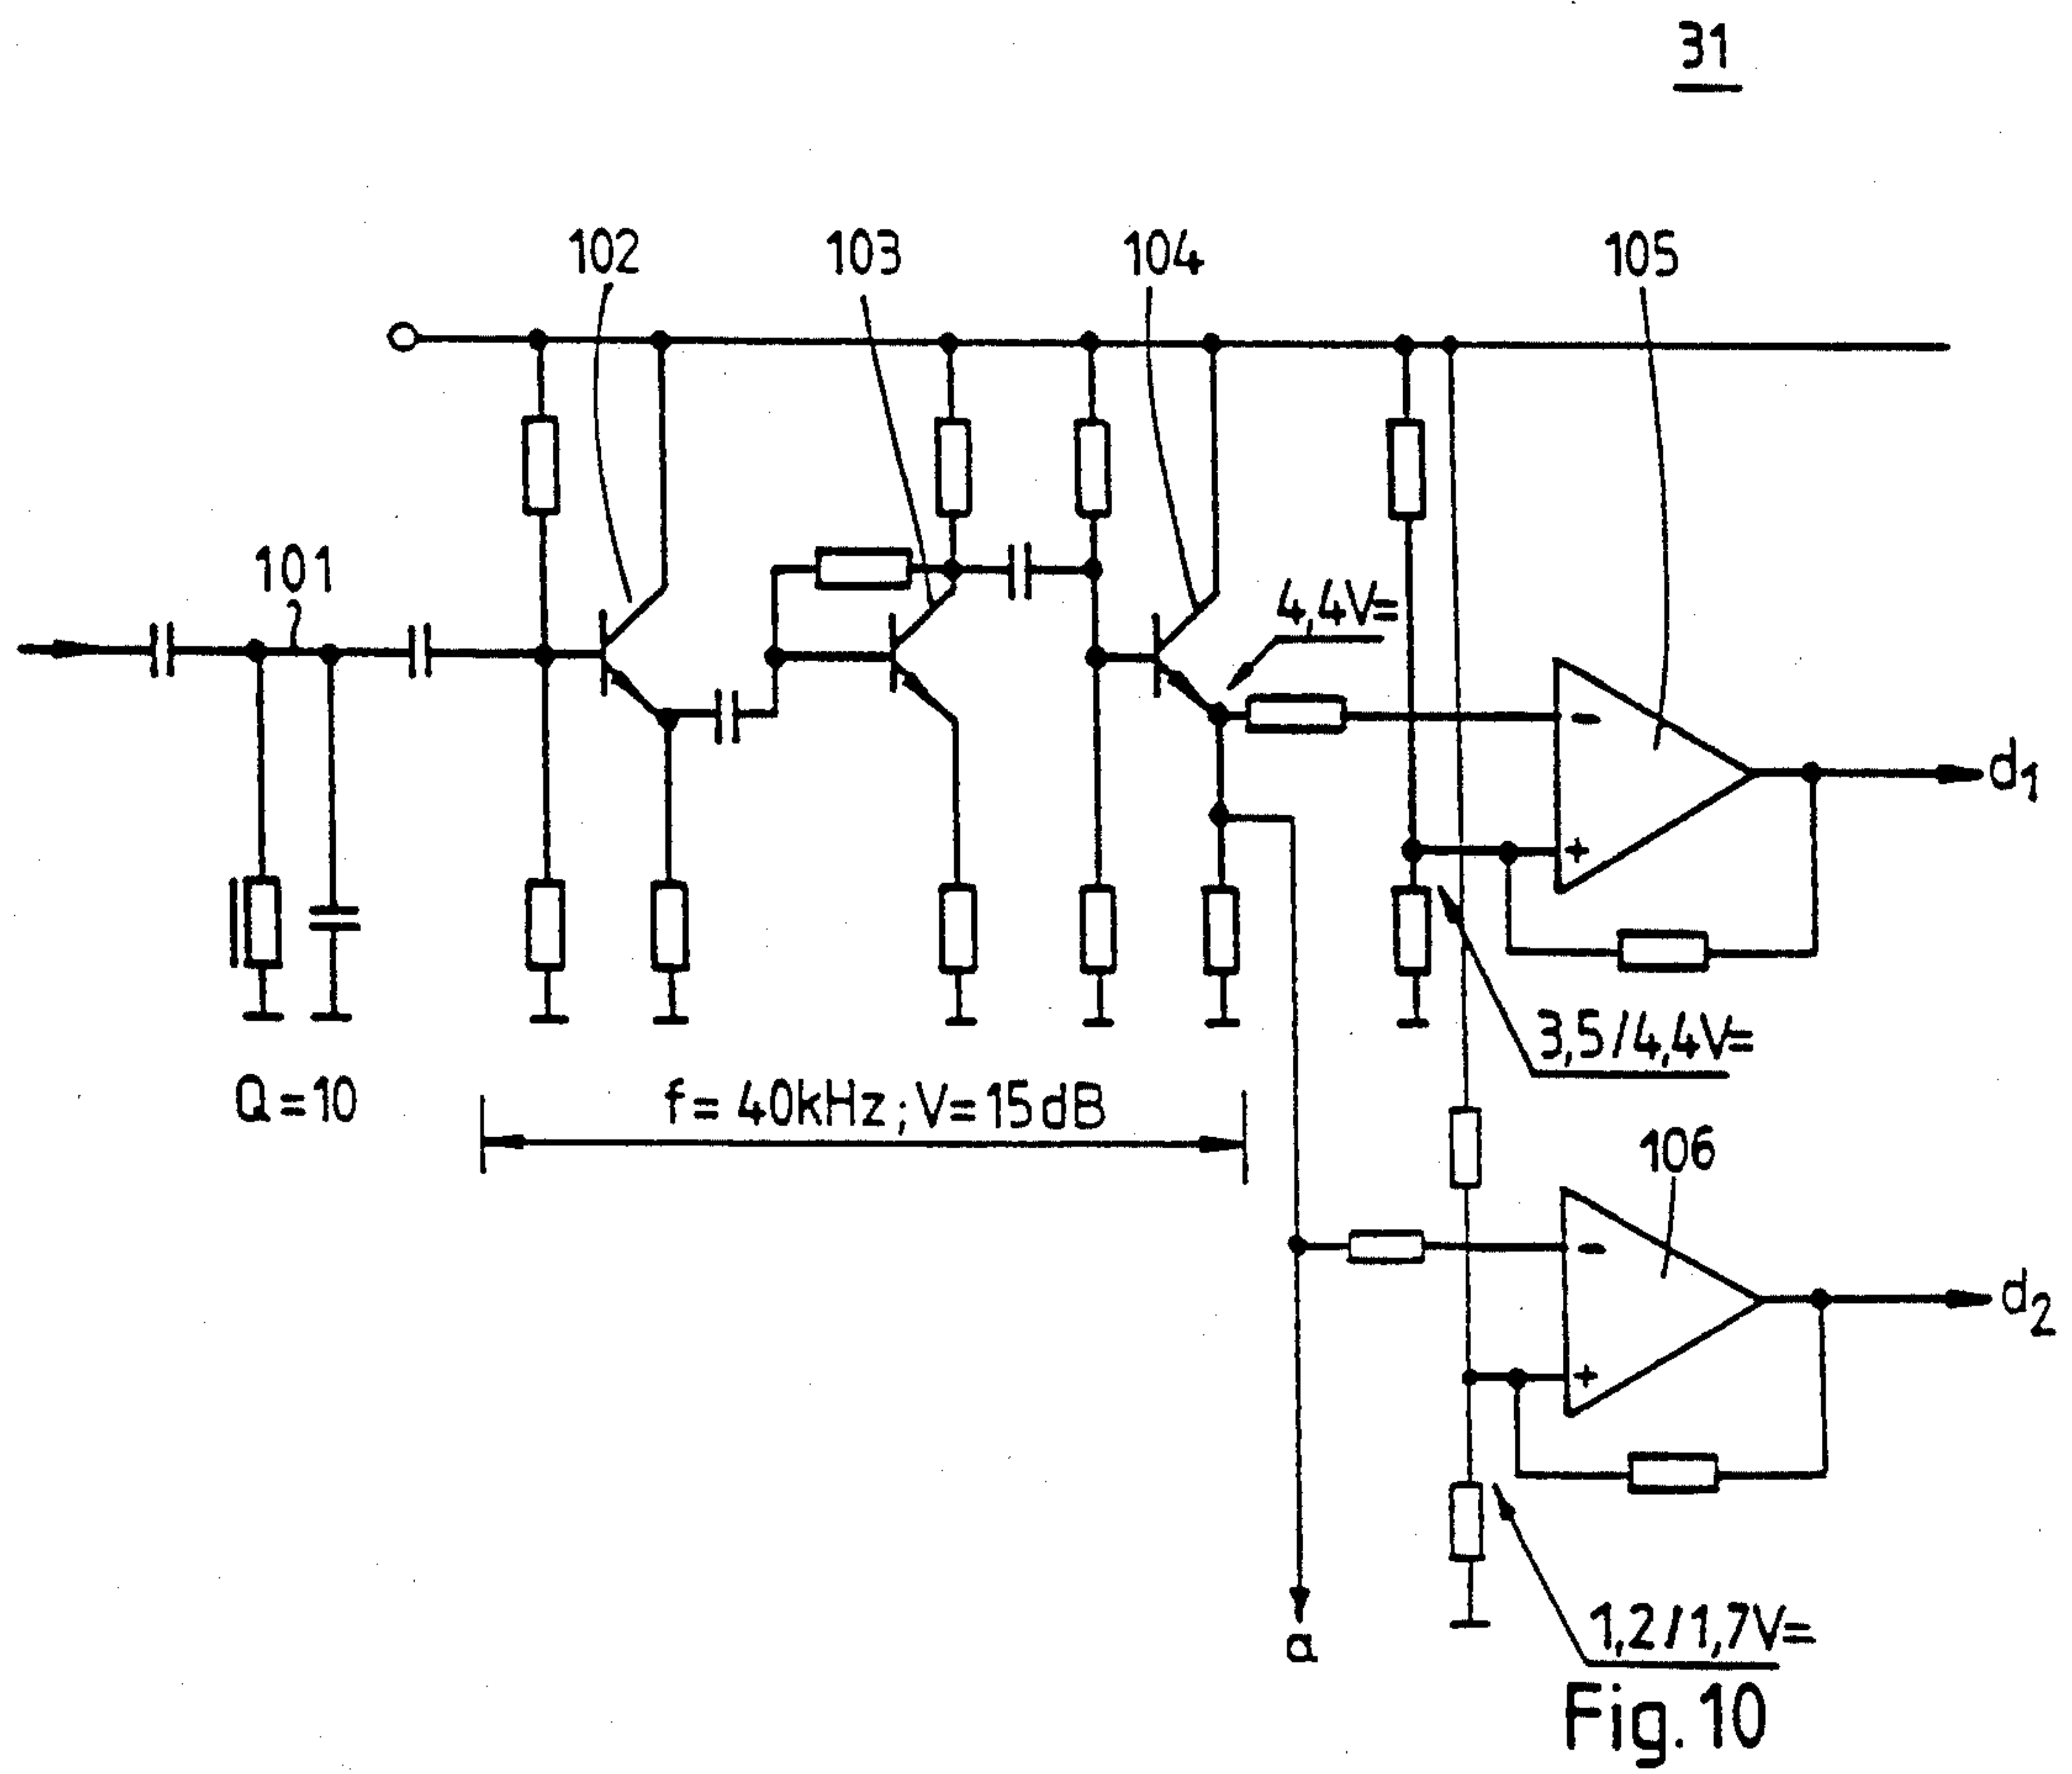 31
102
103
104
105
101
4,4V=
-
d1
+
3,5/4,4V=
Q=10
f= 40kHz; V=15dB
106
-
d2
+
1,2/1,7V=
a
Fig.10